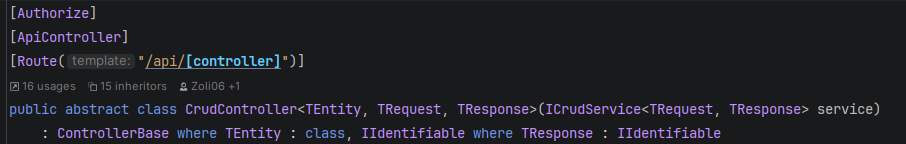 [Authorize]
[ApiController]
[Route(template: "/api/[controller]")]
16 usages 15 inheritors Zoli06 +1
public abstract class CrudController<TEntity, TRequest, TResponse>(ICrudService<TRequest, TResponse> service)
: ControllerBase where TEntity : class, IIdentifiable where TResponse : IIdentifiable